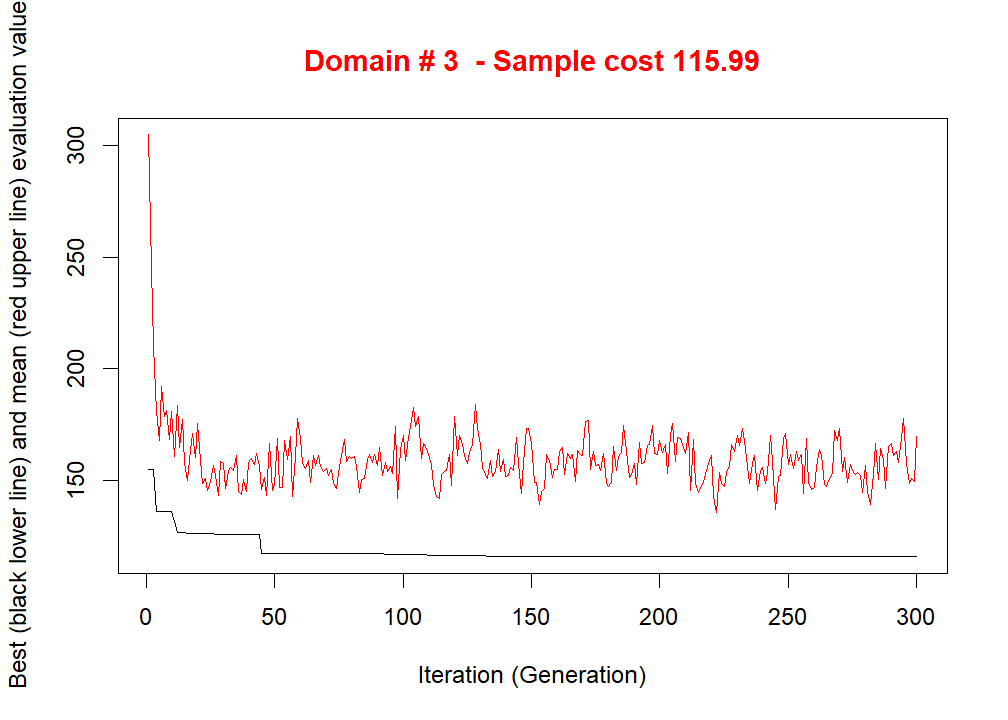 Domain # 3  - Sample cost 115.99
Best (black lower line) and mean (red upper line) evaluation value
300
250
200
150
0 50 100 150 200 250 300
Iteration (Generation)